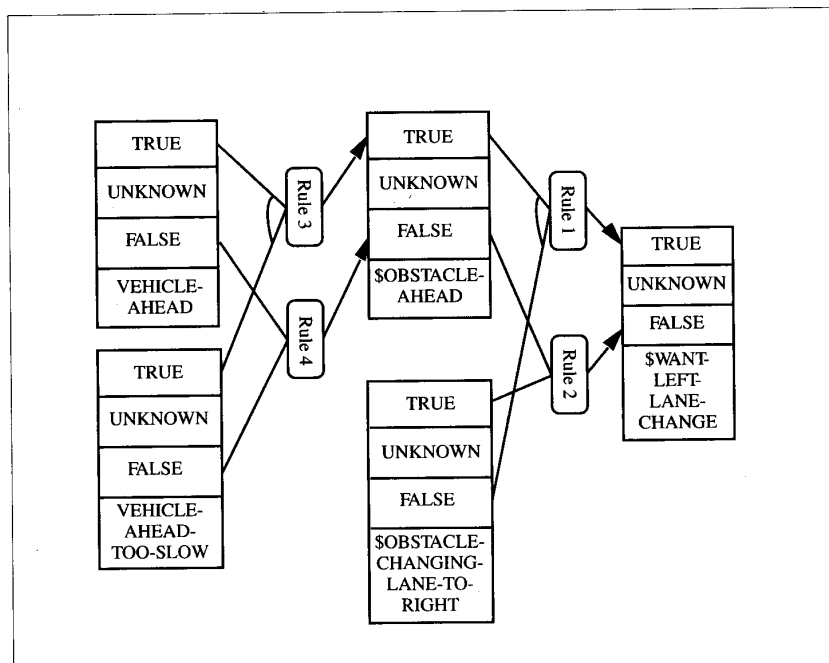 TRUE
UNKNOWN
FALSE
VEHICLE-
AHEAD
TRUE
UNKNOWN
FALSE
VEHICLE-
AHEAD-
TOO-SLOW
Rule 3
Rule 4
TRUE
UNKNOWN
FALSE
$OBSTACLE-
AHEAD
TRUE
UNKNOWN
FALSE
$OBSTACLE-
CHANGING-
LANE-TO-
RIGHT
Rule 1
Rule 2
TRUE
UNKNOWN
FALSE
$WANT-
LEFT-
LANE-
CHANGE